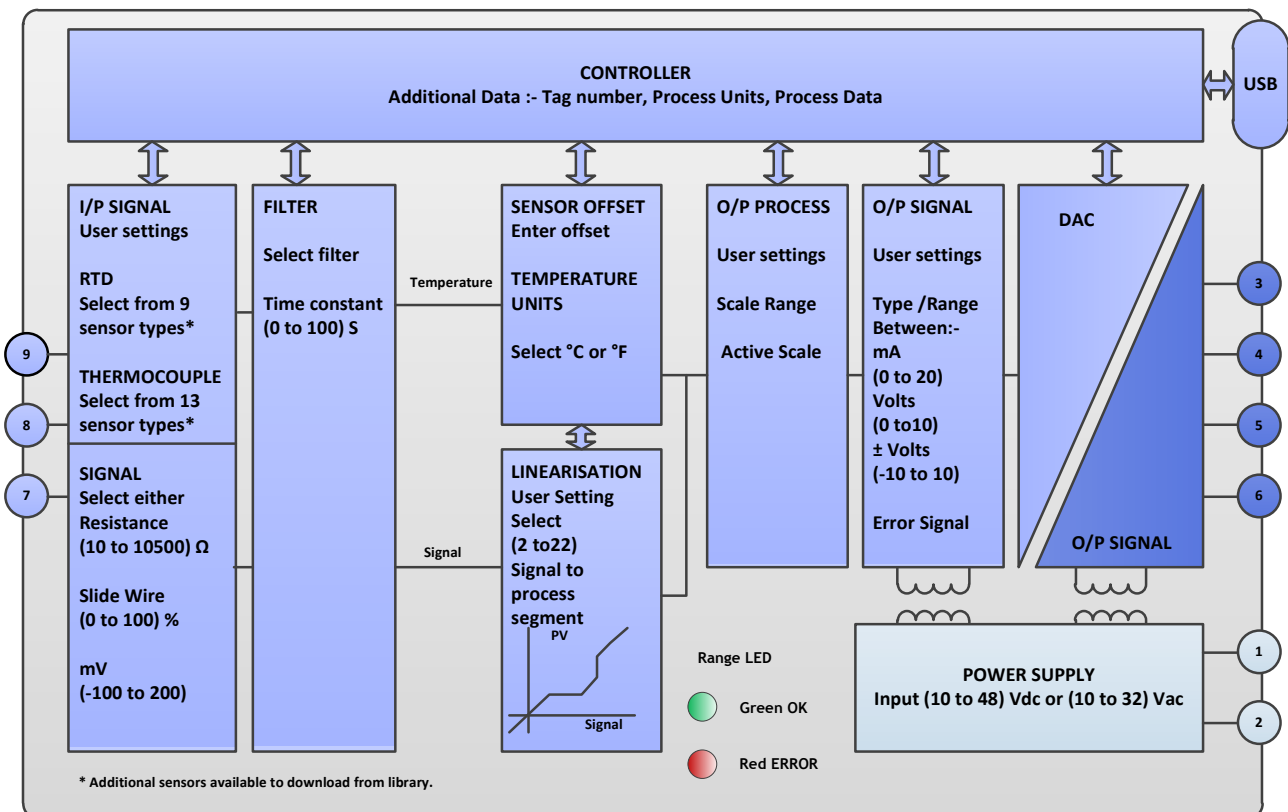 CONTROLLER
Additional Data :- Tag number, Process Units, Process Data
USB
I/P SIGNAL
User settings
RTD
Select from 9
sensor types*
THERMOCOUPLE
Select from 13
sensor types*
SIGNAL
Select either
Resistance
(10 to 10500) Ω
Slide Wire
(0 to 100) %
mV
(-100 to 200)
9
8
7
FILTER
Select filter
Time constant
(0 to 100) S
Temperature
Signal
SENSOR OFFSET
Enter offset
TEMPERATURE
UNITS
Select °C or °F
LINEARISATION
User Setting
Select
(2 to22)
Signal to
process
segment
PV
Signal
O/P PROCESS
User settings
Scale Range
Active Scale
O/P SIGNAL
User settings
Type /Range
Between:-
mA
(0 to 20)
Volts
(0 to10)
± Volts
(-10 to 10)
Error Signal
DAC
O/P SIGNAL
3
4
5
6
Range LED
Green OK
Red ERROR
POWER SUPPLY
Input (10 to 48) Vdc or (10 to 32) Vac
1
2
* Additional sensors available to download from library.